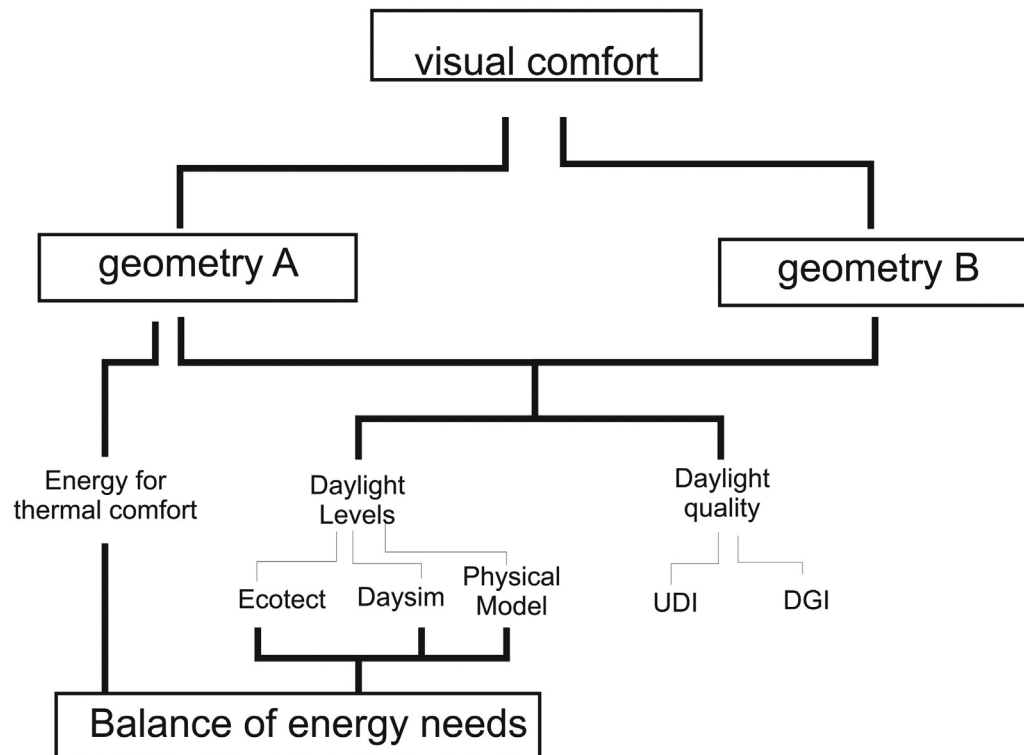 visual comfort
geometry A
geometry B
Energy for
thermal comfort
Daylight
Levels
Daylight
quality
Ecotect
Daysim
Physical
Model
UDI
DGI
Balance of energy needs